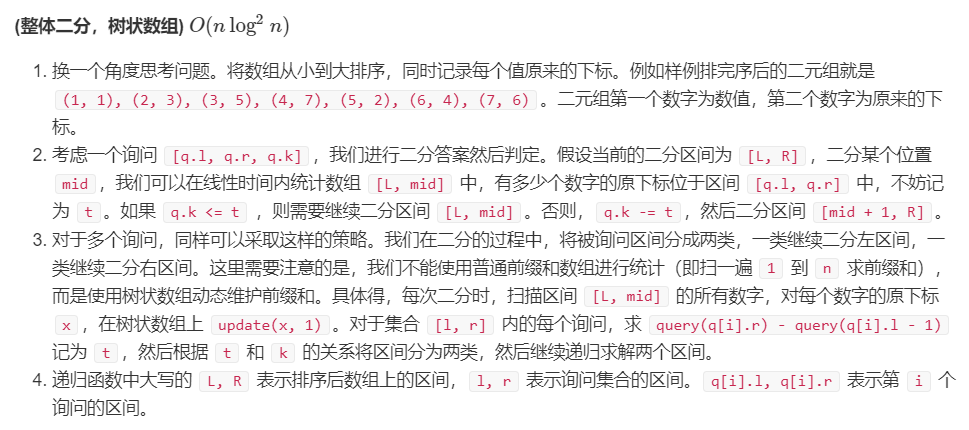 (整体二分，树状数组) O(n log² n)
1. 换一个角度思考问题。将数组从小到大排序，同时记录每个值原来的下标。例如样例排完序后的二元组就是
(1, 1), (2, 3), (3, 5), (4, 7), (5, 2), (6, 4), (7, 6) 。二元组第一个数字为数值，第二个数字为原来的下
标。
2. 考虑一个询问 [q.l, q.r, q.k] ，我们进行二分答案然后判定。假设当前的二分区间为 [L, R] ，二分某个位置
mid ，我们可以在线性时间内统计数组 [L, mid] 中，有多少个数字的原下标位于区间 [q.l, q.r] 中，不妨记
为 t 。如果 q.k <= t ，则需要继续二分区间 [L, mid] 。否则， q.k -= t ，然后二分区间 [mid + 1, R] 。
3. 对于多个询问，同样可以采取这样的策略。我们在二分的过程中，将被询问区间分成两类，一类继续二分左区间，一
类继续二分右区间。这里需要注意的是，我们不能使用普通前缀和数组进行统计（即扫一遍 1 到 n 求前缀和），
而是使用树状数组动态维护前缀和。具体得，每次二分时，扫描区间 [L, mid] 的所有数字，对每个数字的原下标
x ，在树状数组上 update(x, 1) 。对于集合 [l, r] 内的每个询问，求 query(q[i].r) - query(q[i].l - 1)
记为 t ，然后根据 t 和 k 的关系将区间分为两类，然后继续递归求解两个区间。
4. 递归函数中大写的 L, R 表示排序后数组上的区间， l, r 表示询问集合的区间。 q[i].l, q[i].r 表示第 i 个
询问的区间。